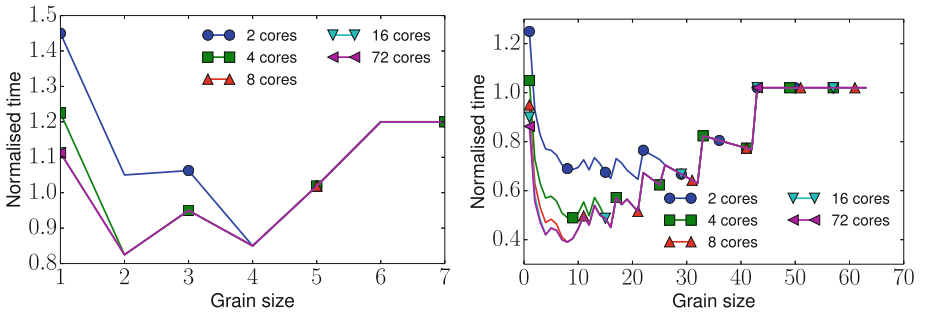 1.5
1.4
1.3
1.2
1.1
1.0
0.9
0.8
Normalised time
2 cores
4 cores
8 cores
16 cores
72 cores
1 2 3 4 5 6 7
Grain size
1.2
1.0
0.8
0.6
0.4
Normalised time
2 cores
4 cores
8 cores
16 cores
72 cores
0 10 20 30 40 50 60 70
Grain size